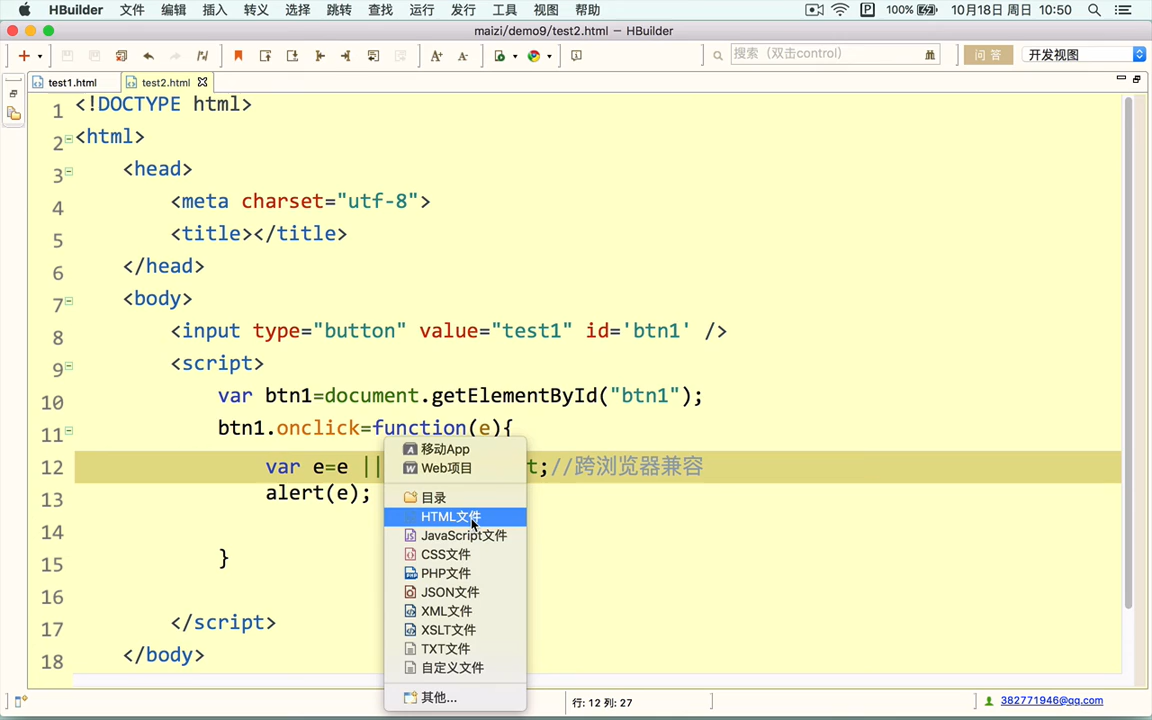 HBuilder 文件 编辑 插入 转义 选择 跳转 查找 运行 发行 工具 视图 帮助 P 100% 10月18日 周日 10:50
maizi/demo9/test2.html — HBuilder
搜索（双击control） 问 答 开发视图
test1.html test2.html
1 <!DOCTYPE html>
2 <html>
3 <head>
4 <meta charset="utf-8">
5 <title></title>
6 </head>
7 <body>
8 <input type="button" value="test1" id='btn1' />
9 <script>
10 var btn1=document.getElementById("btn1");
11 btn1.onclick=function(e){
12 var e=e || t;//跨浏览器兼容
13 alert(e);
14
15 }
16
17 </script>
18 </body>
移动App
Web项目
目录
HTML文件
JavaScript文件
CSS文件
PHP文件
JSON文件
XML文件
XSLT文件
TXT文件
自定义文件
其他...
行: 12 列: 27
382771946@qq.com